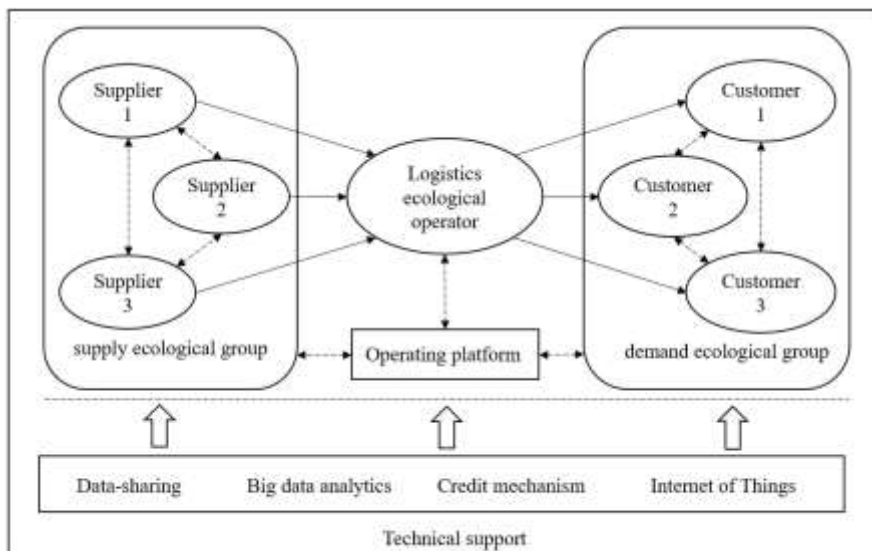 Supplier
1
Supplier
2
Supplier
3
supply ecological group
Logistics
ecological
operator
Operating platform
Customer
1
Customer
2
Customer
3
demand ecological group
Data-sharing Big data analytics Credit mechanism Internet of Things
Technical support